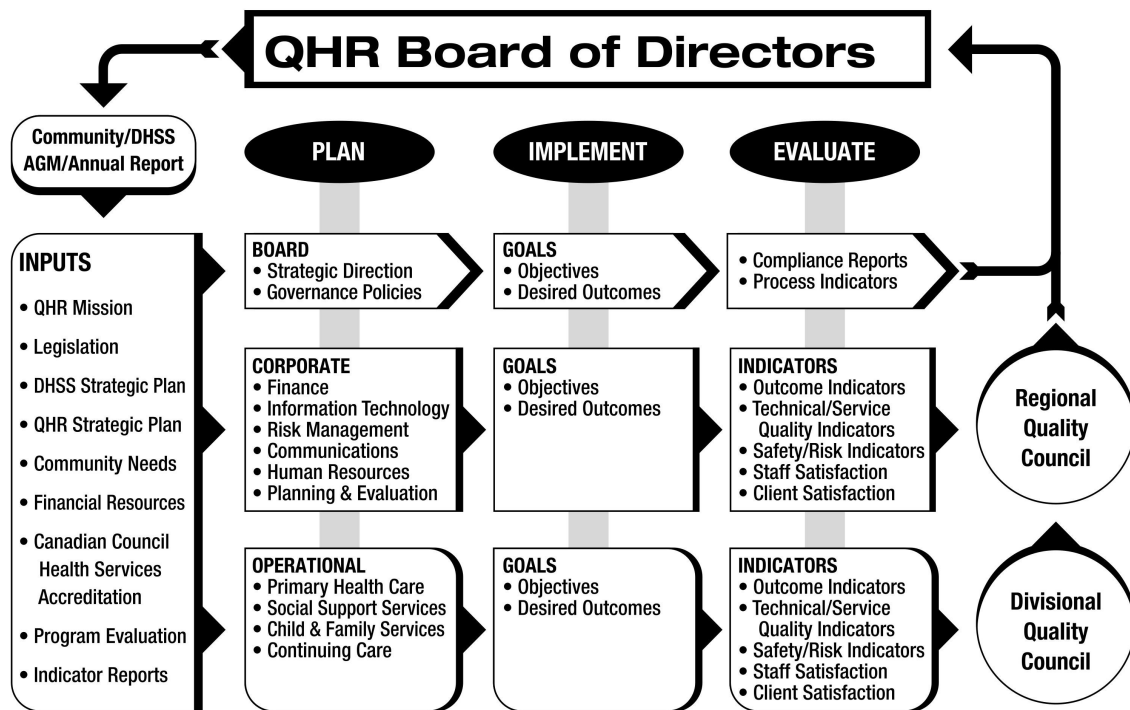 QHR Board of Directors
Community/DHSS
AGM/Annual Report
PLAN
IMPLEMENT
EVALUATE
INPUTS
• QHR Mission
• Legislation
• DHSS Strategic Plan
• QHR Strategic Plan
• Community Needs
• Financial Resources
• Canadian Council
Health Services
Accreditation
• Program Evaluation
• Indicator Reports
BOARD
• Strategic Direction
• Governance Policies
GOALS
• Objectives
• Desired Outcomes
• Compliance Reports
• Process Indicators
CORPORATE
• Finance
• Information Technology
• Risk Management
• Communications
• Human Resources
• Planning & Evaluation
GOALS
• Objectives
• Desired Outcomes
INDICATORS
• Outcome Indicators
• Technical/Service
Quality Indicators
• Safety/Risk Indicators
• Staff Satisfaction
• Client Satisfaction
Regional
Quality
Council
OPERATIONAL
• Primary Health Care
• Social Support Services
• Child & Family Services
• Continuing Care
GOALS
• Objectives
• Desired Outcomes
INDICATORS
• Outcome Indicators
• Technical/Service
Quality Indicators
• Safety/Risk Indicators
• Staff Satisfaction
• Client Satisfaction
Divisional
Quality
Council